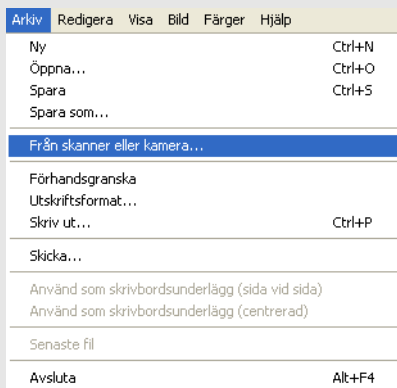 Arkiv Redigera Visa Bild Färger Hjälp
Ny Ctrl+N
Öppna... Ctrl+O
Spara Ctrl+S
Spara som...
Från skanner eller kamera...
Förhandsgranska
Utskriftsformat...
Skriv ut... Ctrl+P
Skicka...
Använd som skrivbordsunderlägg (sida vid sida)
Använd som skrivbordsunderlägg (centrerad)
Senaste fil
Avsluta Alt+F4